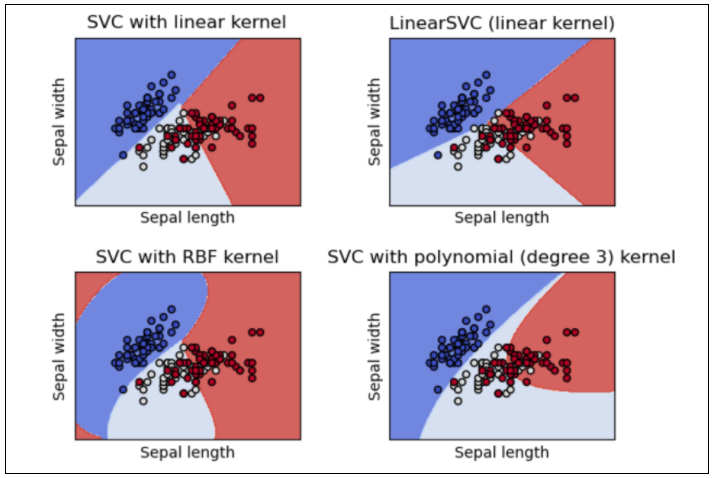 SVC with linear kernel
Sepal width
Sepal length
LinearSVC (linear kernel)
Sepal width
Sepal length
SVC with RBF kernel
Sepal width
Sepal length
SVC with polynomial (degree 3) kernel
Sepal width
Sepal length